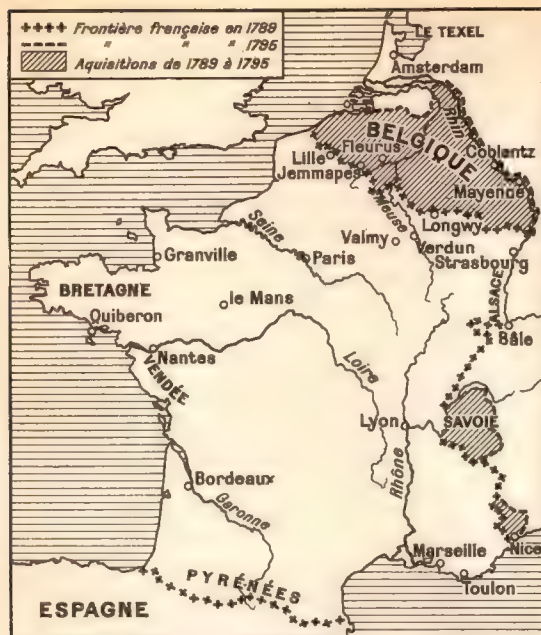 Frontière française en 1789
" " " 1795
Aquisitions de 1789 à 1795
LE TEXEL
Amsterdam
Rhin
BELGIQUE
Fleurus
Lille
Coblentz
Jemmapes
Mayence
Meuse
Longwy
Seine
Valmy
Verdun
Granville
Paris
Strasbourg
BRETAGNE
le Mans
ALSACE
Quiberon
Bâle
Nantes
Loire
VENDÉE
SAVOIE
Lyon
Rhône
Bordeaux
Garonne
Nice
Marseille
PYRÉNÉES
Toulon
ESPAGNE